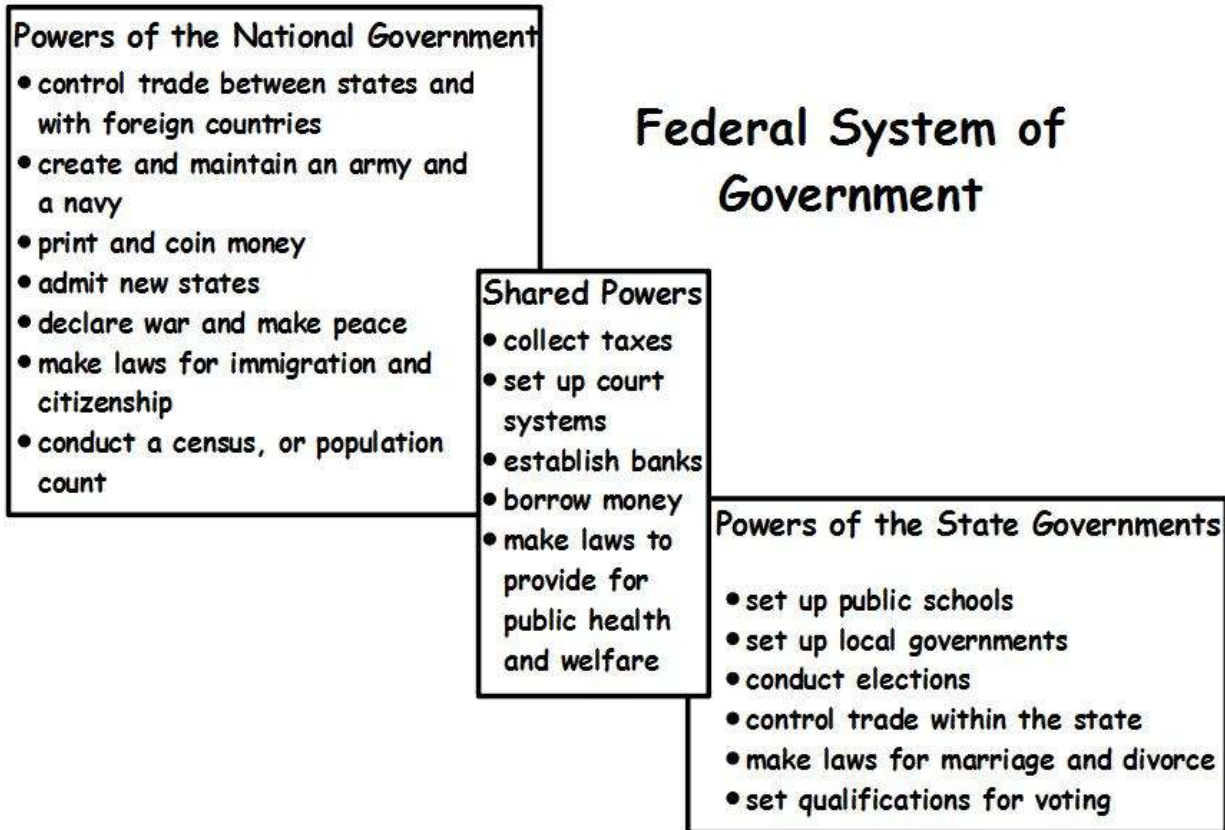 Powers of the National Government
• control trade between states and
with foreign countries
• create and maintain an army and
a navy
• print and coin money
• admit new states
• declare war and make peace
• make laws for immigration and
citizenship
• conduct a census, or population
count
Federal System of
Government
Shared Powers
• collect taxes
• set up court
systems
• establish banks
• borrow money
• make laws to
provide for
public health
and welfare
Powers of the State Governments
• set up public schools
• set up local governments
• conduct elections
• control trade within the state
• make laws for marriage and divorce
• set qualifications for voting